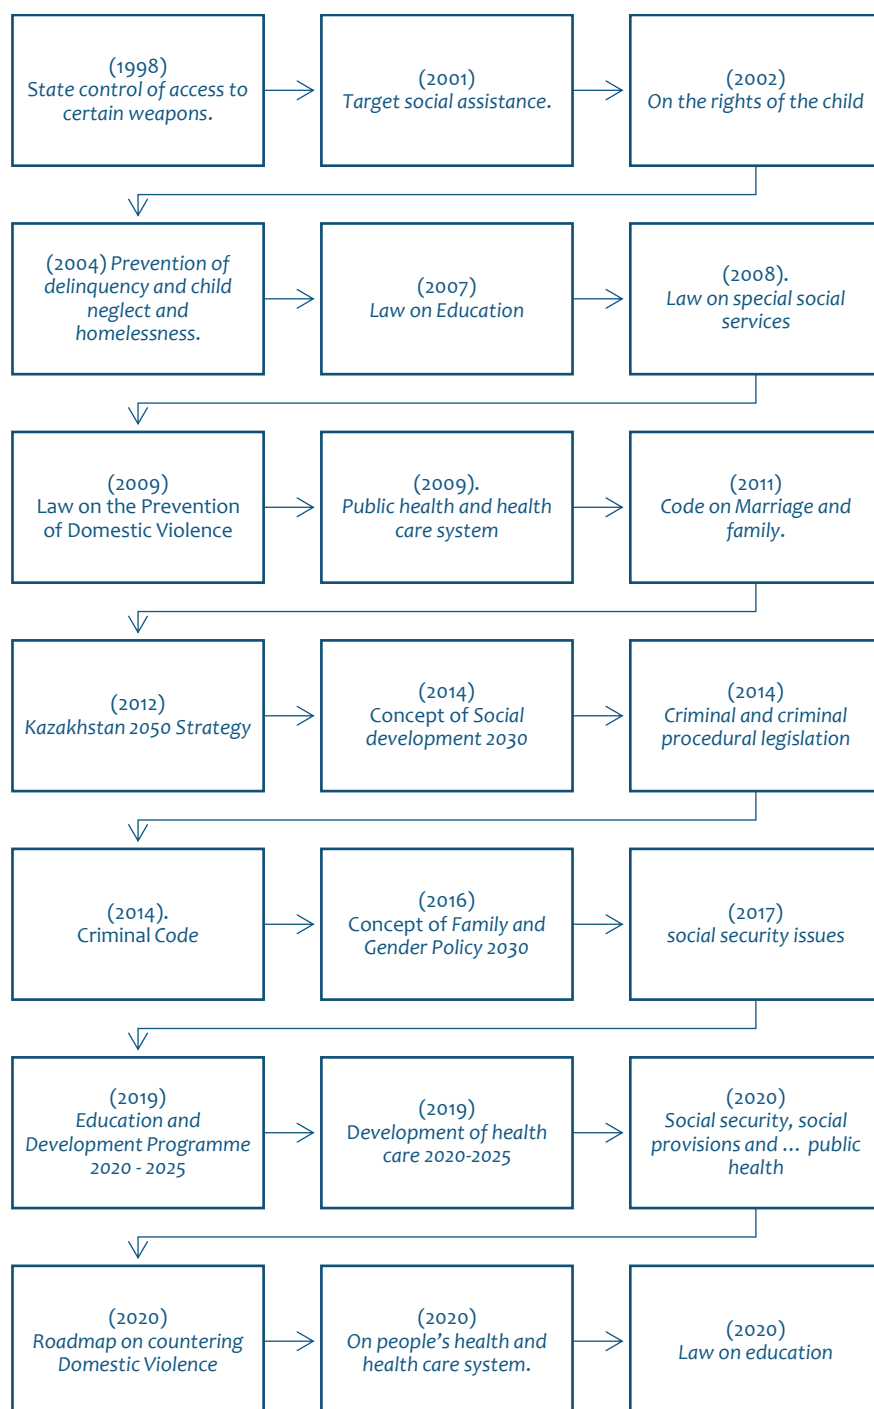 (1998)
State control of access to
certain weapons.
(2001)
Target social assistance.
(2002)
On the rights of the child
(2004) Prevention of
delinquency and child
neglect and
homelessness.
(2007)
Law on Education
(2008).
Law on special social
services
(2009)
Law on the Prevention
of Domestic Violence
(2009).
Public health and health
care system
(2011)
Code on Marriage and
family.
(2012)
Kazakhstan 2050 Strategy
(2014)
Concept of Social
development 2030
(2014)
Criminal and criminal
procedural legislation
(2014).
Criminal Code
(2016)
Concept of Family and
Gender Policy 2030
(2017)
social security issues
(2019)
Education and
Development Programme
2020 - 2025
(2019)
Development of health
care 2020-2025
(2020)
Social security, social
provisions and ... public
health
(2020)
Roadmap on countering
Domestic Violence
(2020)
On people's health and
health care system.
(2020)
Law on education